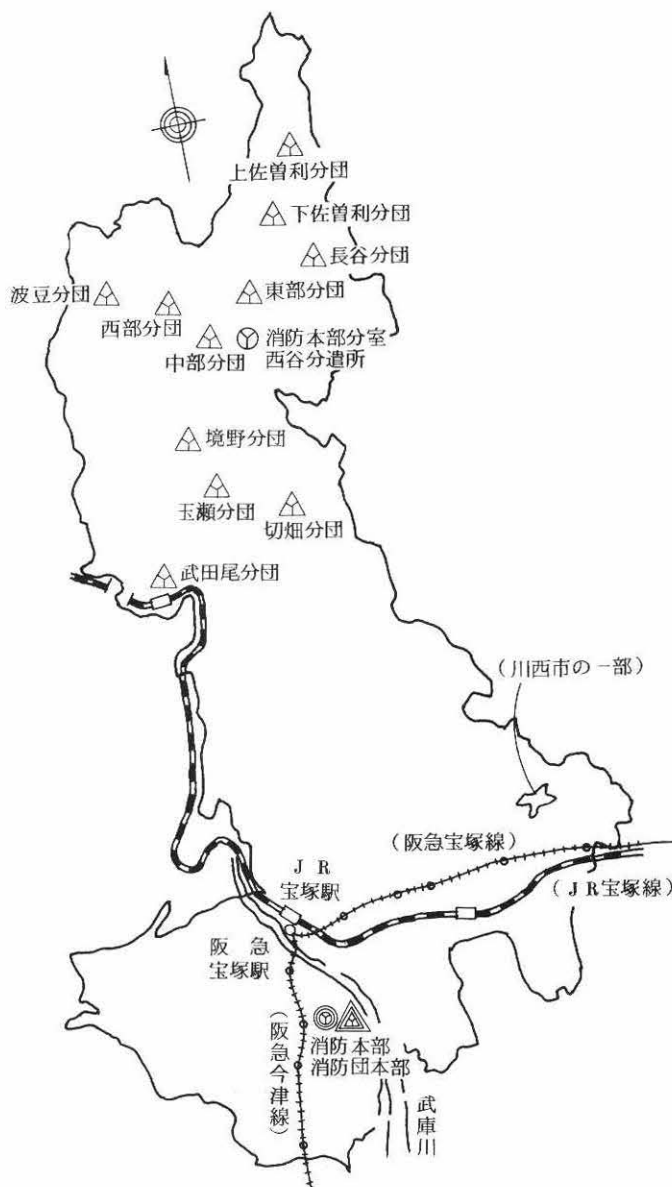 上佐曽利分団
下佐曽利分団
長谷分団
波豆分団
東部分団
西部分団
中部分団
消防本部分室
西谷分遣所
境野分団
玉瀬分団
切畑分団
武田尾分団
(川西市の一部)
(阪急宝塚線)
JR
宝塚駅
(JR宝塚線)
阪急
宝塚駅
(阪急今津線)
消防本部
消防団本部
武庫川